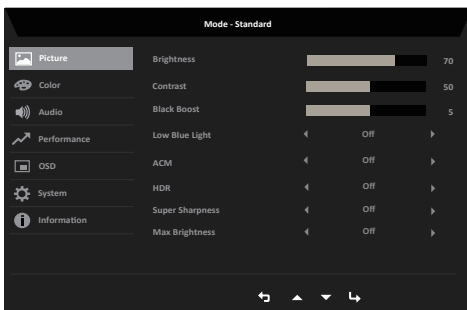 Mode - Standard
Picture
Color
Audio
Performance
OSD
System
Information
Brightness 70
Contrast 50
Black Boost 5
Low Blue Light Off
ACM Off
HDR Off
Super Sharpness Off
Max Brightness Off